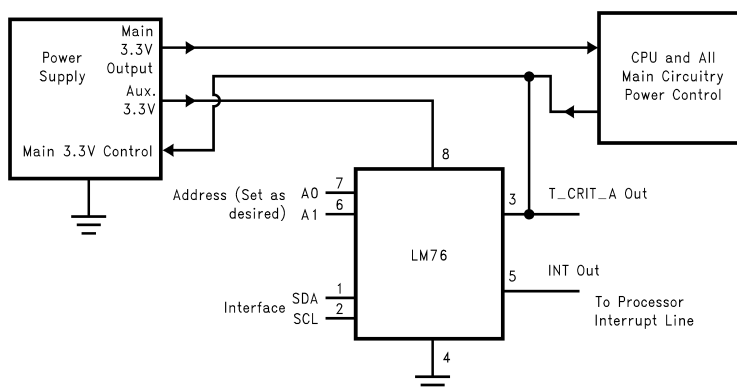 Power
Supply
Main
3.3V
Output
Aux.
3.3V
Main 3.3V Control
CPU and All
Main Circuitry
Power Control
8
Address (Set as
desired)
A0
7
A1
6
3
T_CRIT_A Out
LM76
5
INT Out
Interface
SDA
1
SCL
2
To Processor
Interrupt Line
4